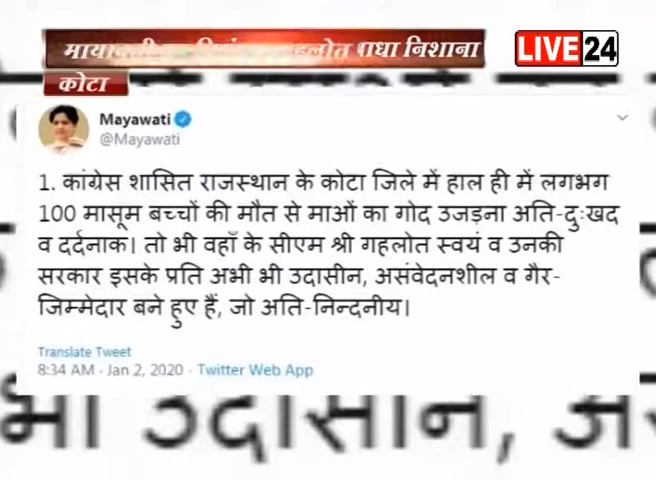 निशाना
LIVE 24
कोटा
Mayawati
@Mayawati
1. कांग्रेस शासित राजस्थान के कोटा जिले में हाल ही में लगभग
100 मासूम बच्चों की मौत से माओं का गोद उजड़ना अति-दुःखद
व दर्दनाक। तो भी वहाँ के सीएम श्री गहलोत स्वयं व उनकी
सरकार इसके प्रति अभी भी उदासीन, असंवेदनशील व गैर-
जिम्मेदार बने हुए हैं, जो अति-निन्दनीय।
Translate Tweet
8:34 AM · Jan 2, 2020 · Twitter Web App
भी उदासीन,